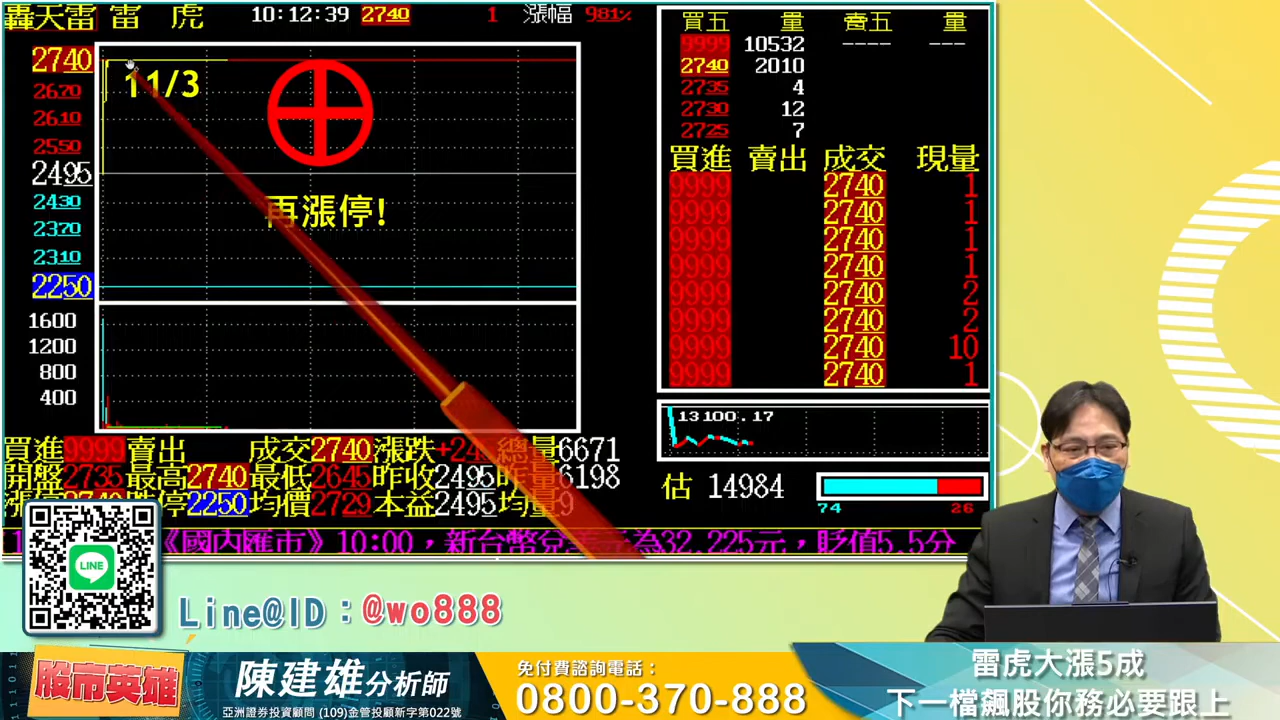 轟天雷 雷 虎 10:12:39 2740 1 漲幅 981%
2740
2670
2610
2550
2495
2430
2370
2310
2250
1600
1200
800
400
11/3
再漲停!
買五 量 賣五 量
9999 10532 ---- ---
2740 2010
2735 4
2730 12
2725 7
買進 賣出 成交 現量
9999 2740 1
9999 2740 1
9999 2740 1
9999 2740 1
9999 2740 2
9999 2740 2
9999 2740 10
9999 2740 1
13100.17
估 14984
74 26
買進9999賣出 成交2740漲跌 總量6671
開盤2735最高2740最低2645昨收2495昨量6198
跌停2250均價2729本益2495均量9
《國內匯市》10:00，新台幣兌 為32.225元，貶值5.5分
LINE
Line@ID：@wo888
股市英雄
陳建雄分析師
亞洲證券投資顧問 (109)金管投顧新字第022號
免付費諮詢電話：
0800-370-888
雷虎大漲5成
下一檔飆股你務必要跟上